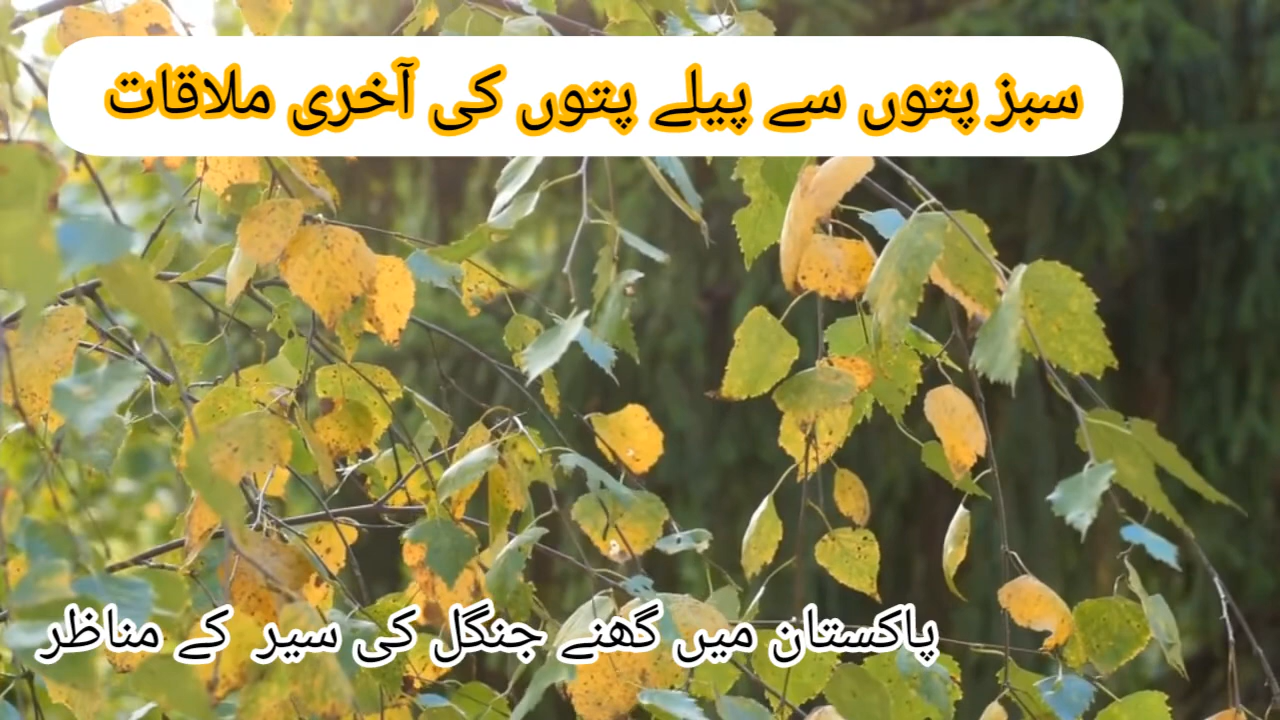 سبز پتوں سے پیلے پتوں کی آخری ملاقات
پاکستان میں گھنے جنگل کی سیر کے مناظر